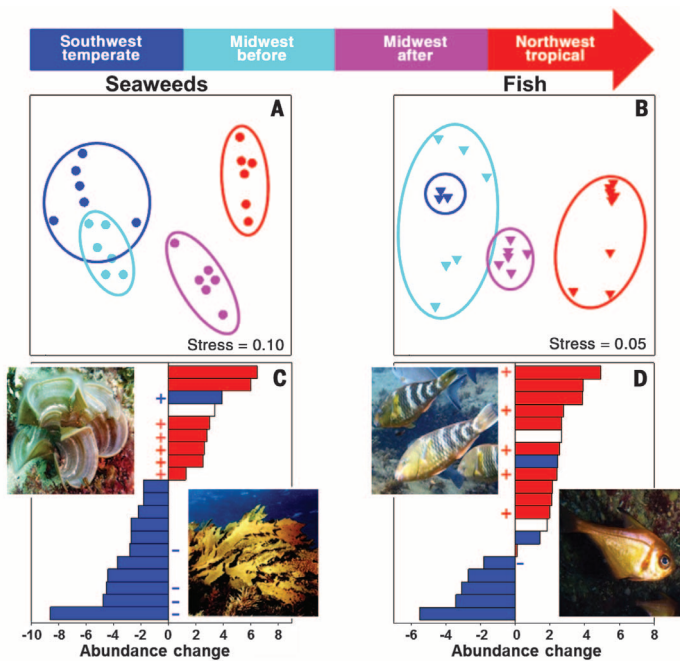 Southwest
temperate
Midwest
before
Midwest
after
Northwest
tropical
Seaweeds
Fish
A
B
Stress = 0.10
Stress = 0.05
C
D
+
+
+
+
+
+
-
-
-
-
+
+
+
+
+
-
-10 -8 -6 -4 -2 0 2 4 6 8
-6 -4 -2 0 2 4 6 8
Abundance change
Abundance change